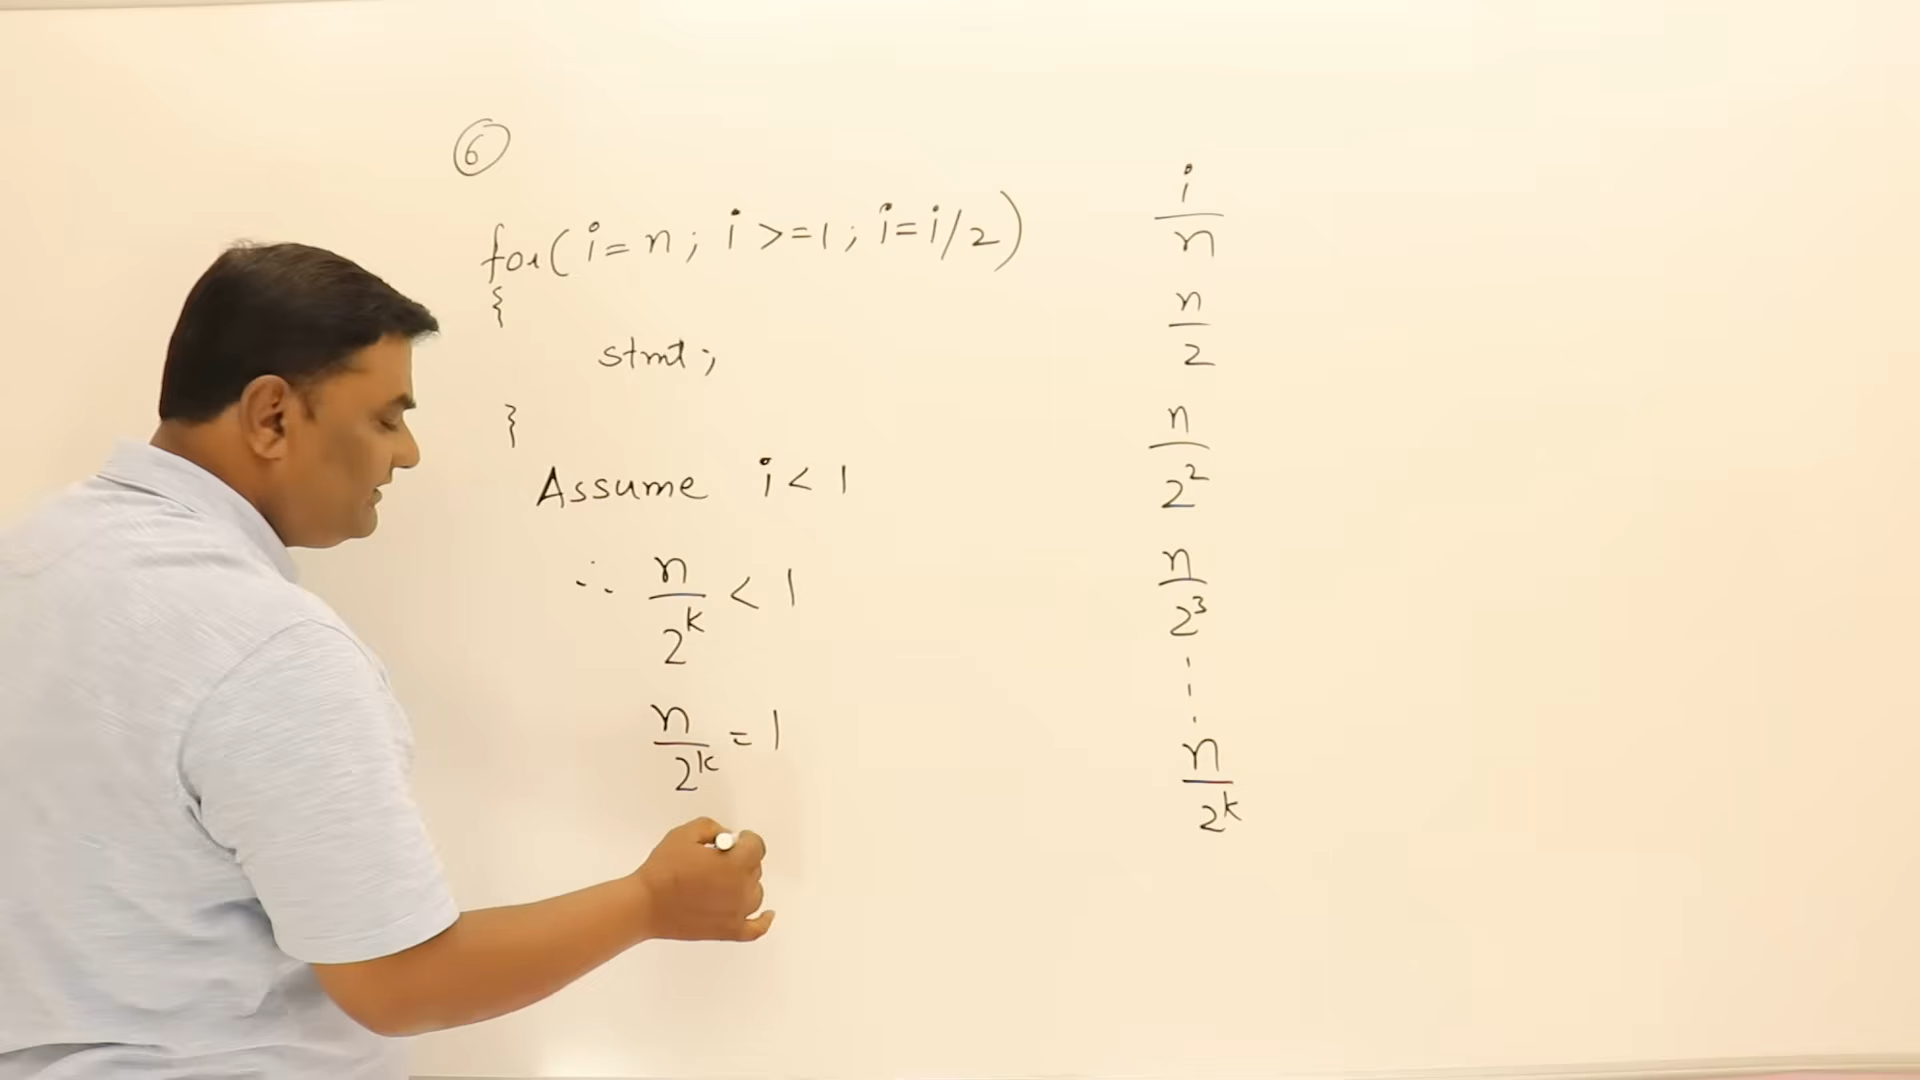 6
for(i=n; i>=1; i=i/2)
{
stmt;
}
Assume i<1
∴ n/2^k < 1
n/2^k = 1
i
n
n/2
n/2^2
n/2^3
⋮
n/2^k